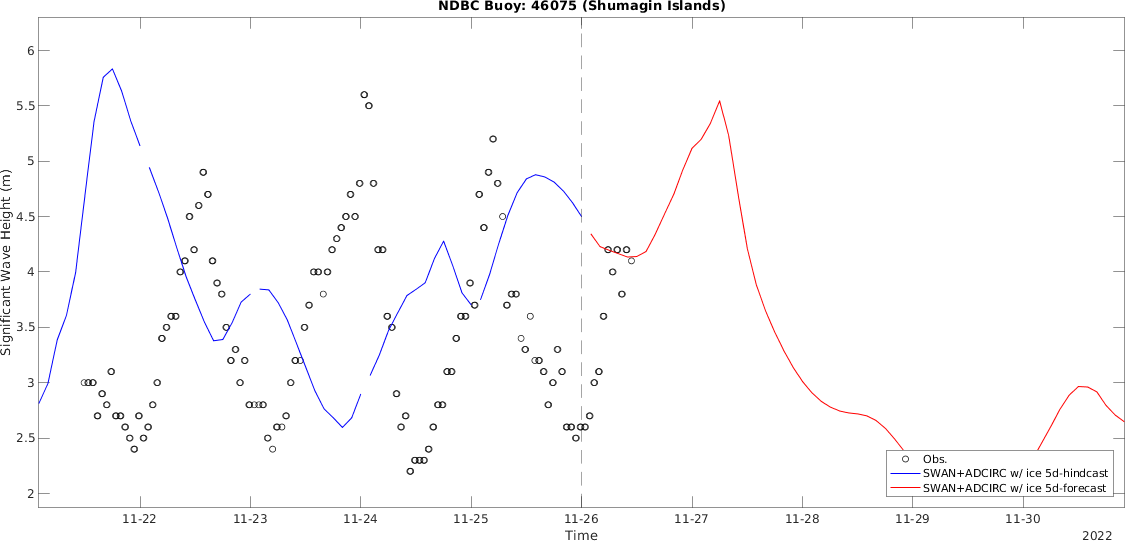 NDBC Buoy: 46075 (Shumagin Islands)
Significant Wave Height (m)
6
5.5
5
4.5
4
3.5
3
2.5
2
Obs.
SWAN+ADCIRC w/ ice 5d-hindcast
SWAN+ADCIRC w/ ice 5d-forecast
11-22 11-23 11-24 11-25 11-26 11-27 11-28 11-29 11-30
Time
2022